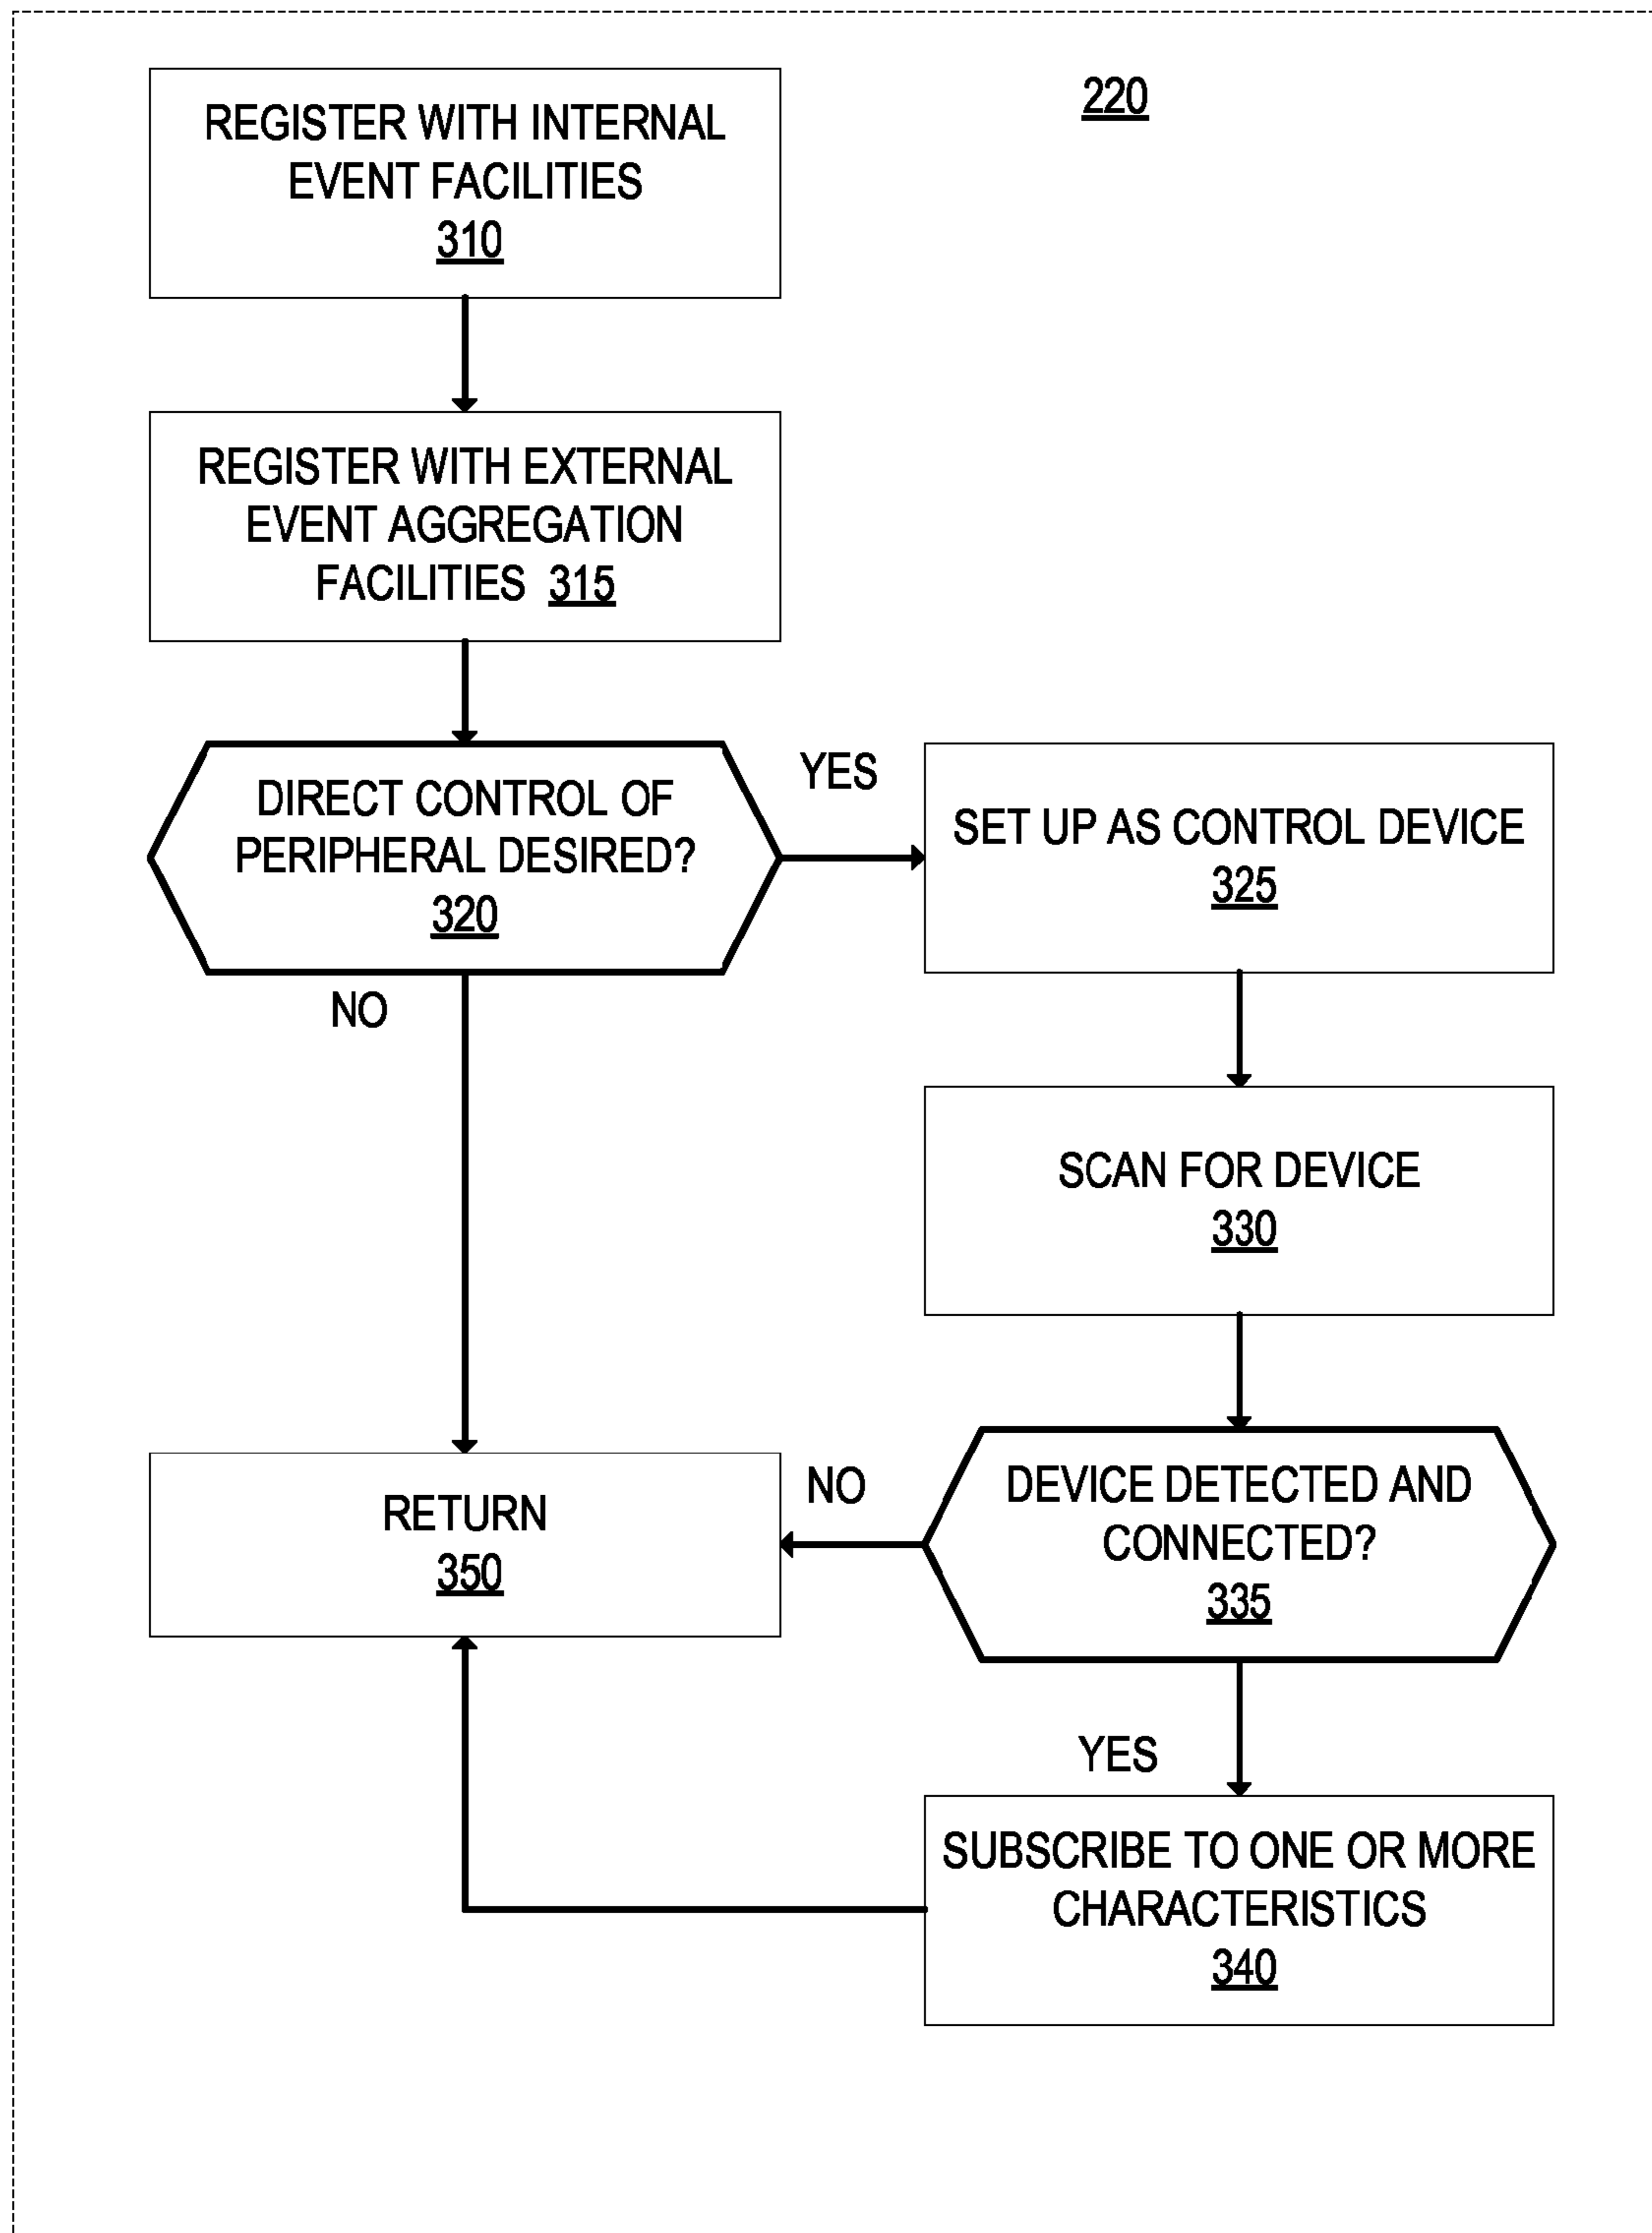 220
REGISTER WITH INTERNAL
EVENT FACILITIES
310
REGISTER WITH EXTERNAL
EVENT AGGREGATION
FACILITIES 315
DIRECT CONTROL OF
PERIPHERAL DESIRED?
320
YES
NO
SET UP AS CONTROL DEVICE
325
SCAN FOR DEVICE
330
DEVICE DETECTED AND
CONNECTED?
335
NO
YES
RETURN
350
SUBSCRIBE TO ONE OR MORE
CHARACTERISTICS
340